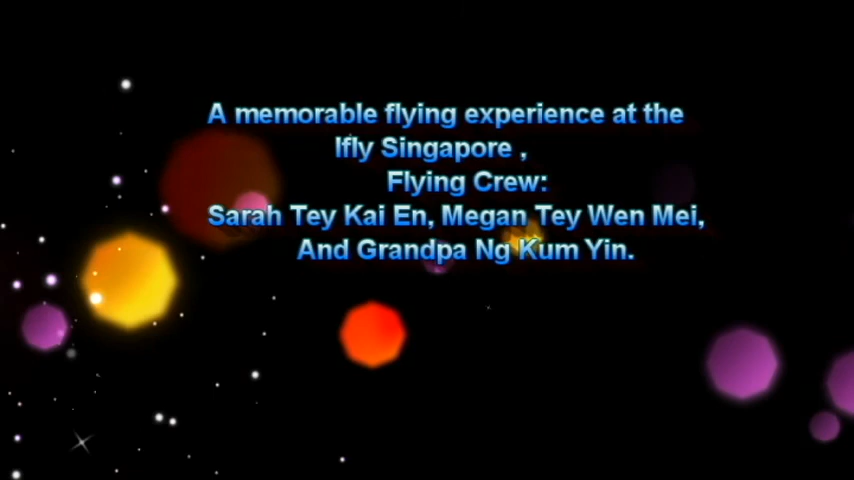 A memorable flying experience at the
Ifly Singapore ,
Flying Crew:
Sarah Tey Kai En, Megan Tey Wen Mei,
And Grandpa Ng Kum Yin.